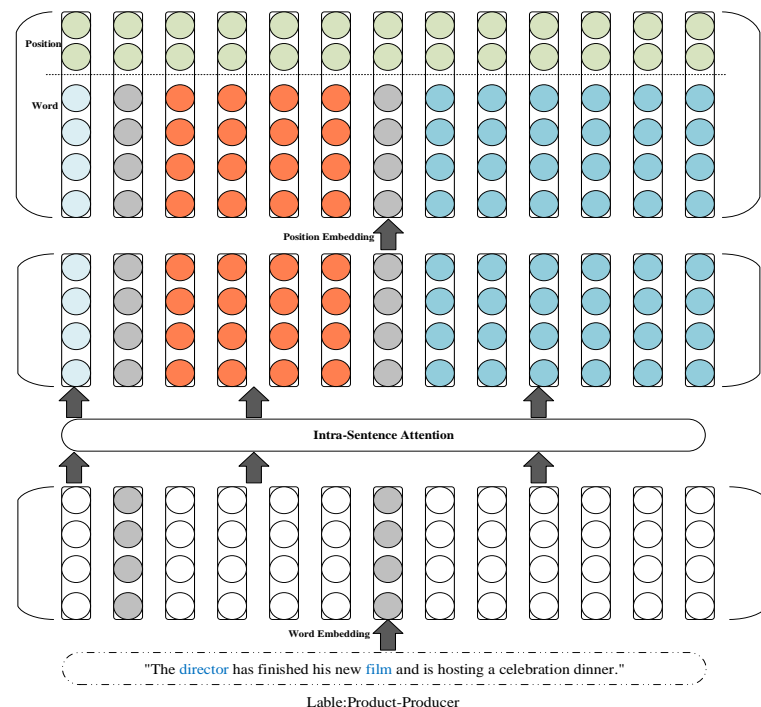 Position
Word
Position Embedding
Intra-Sentence Attention
Word Embedding
"The director has finished his new film and is hosting a celebration dinner."
Lable:Product-Producer